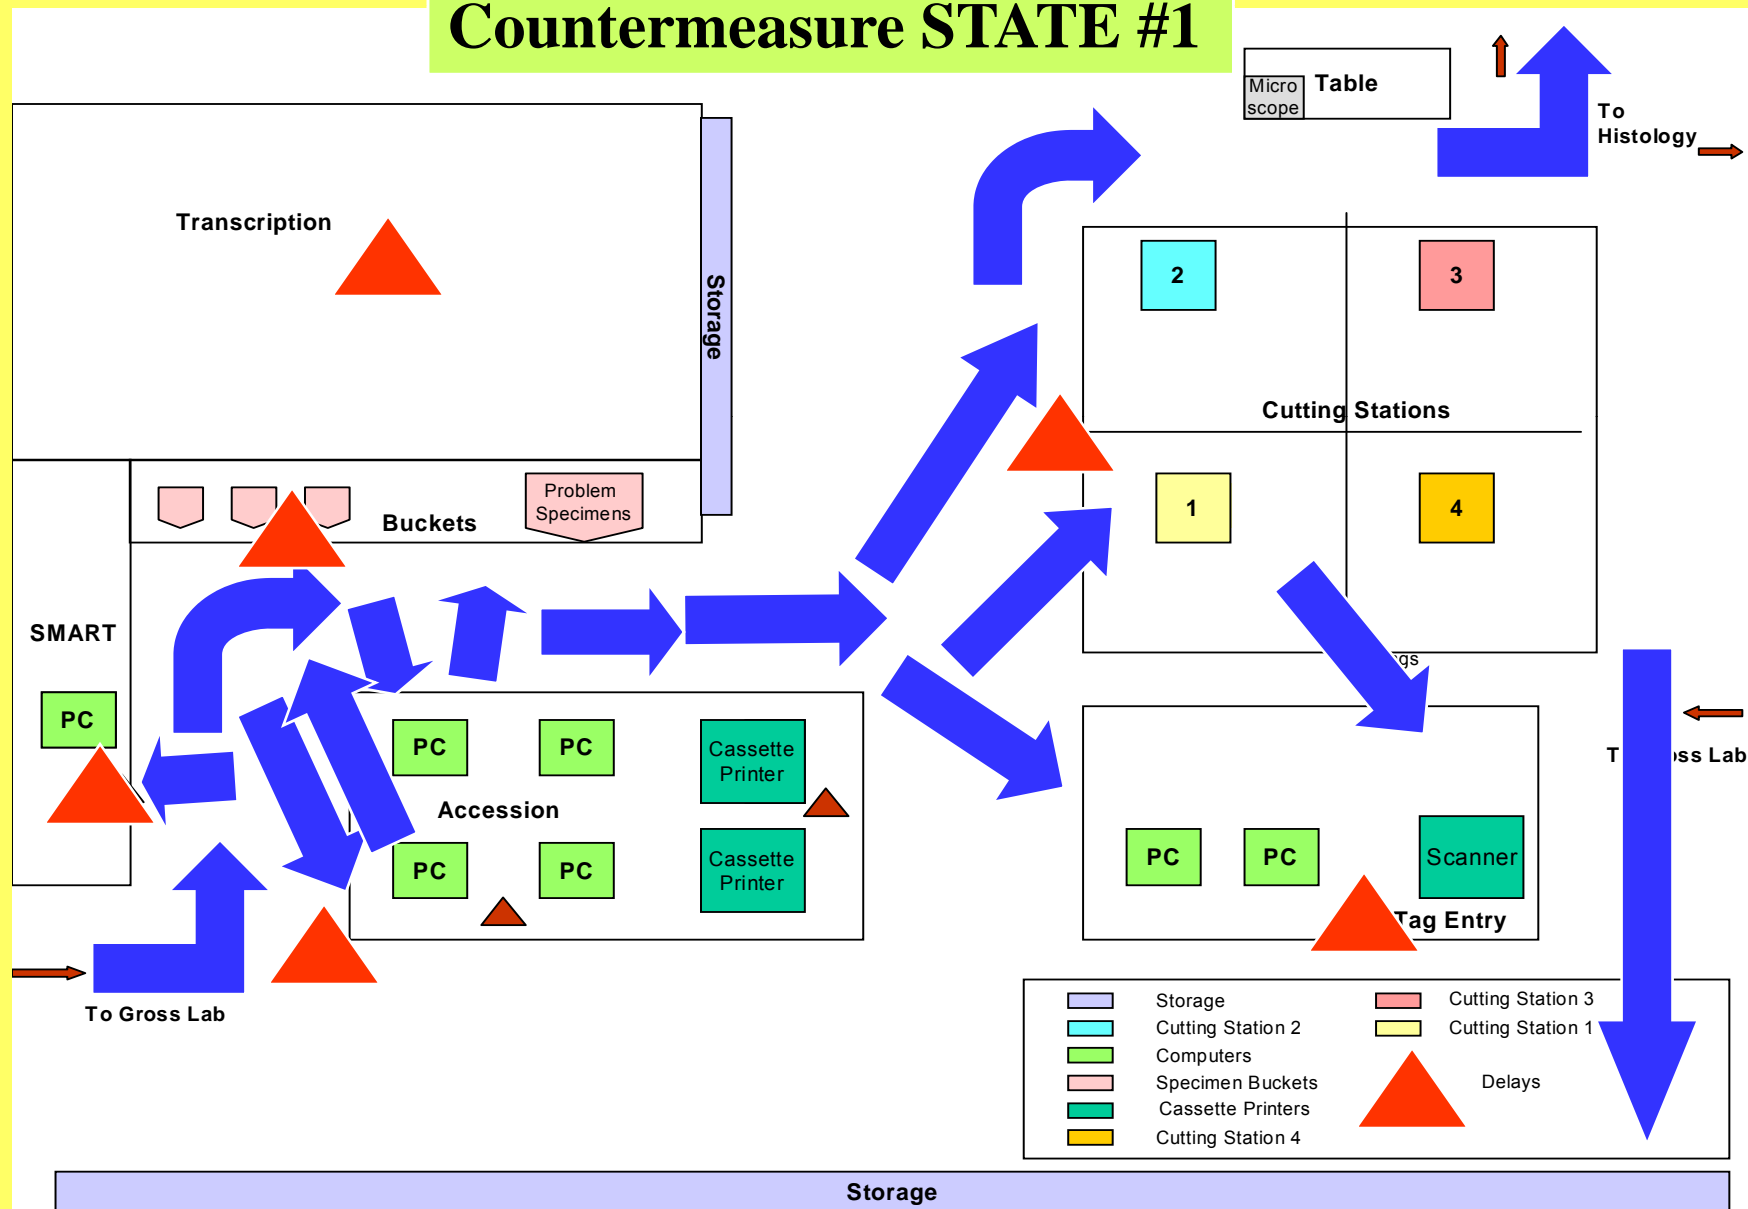 Countermeasure STATE #1
Micro
scope
Table
To
Histology
Transcription
Storage
2
3
Cutting Stations
1
4
Problem
Specimens
Buckets
SMART
PC
PC
PC
Cassette
Printer
Accession
PC
PC
Cassette
Printer
PC
PC
Scanner
Tag Entry
ss Lab
To Gross Lab
Storage
Cutting Station 2
Computers
Specimen Buckets
Cassette Printers
Cutting Station 4
Cutting Station 3
Cutting Station 1
Delays
Storage